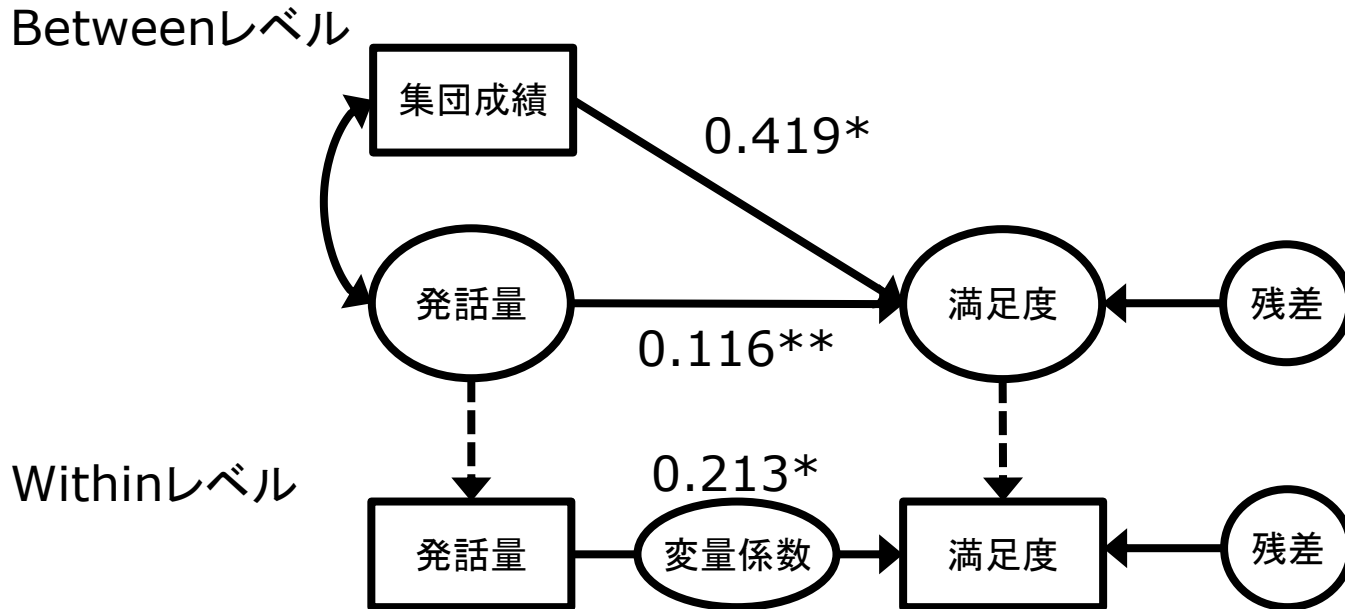 Betweenレベル
集団成績
0.419*
発話量
満足度
残差
0.116**
Withinレベル
0.213*
発話量
変量係数
満足度
残差